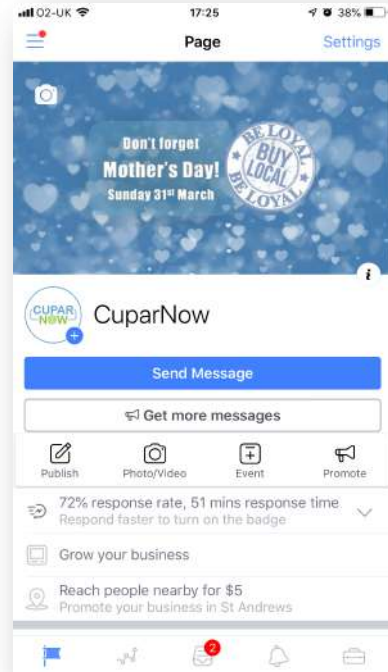 O2-UK
17:25
38%
Page
Settings
Don't forget
Mother's Day!
Sunday 31st March
BE LOYAL
BUY
LOCAL
BE LOYAL
i
CUPAR
NOW
CuparNow
Send Message
Get more messages
Publish
Photo/Video
Event
Promote
72% response rate, 51 mins response time
Respond faster to turn on the badge
Grow your business
Reach people nearby for $5
Promote your business in St Andrews
2